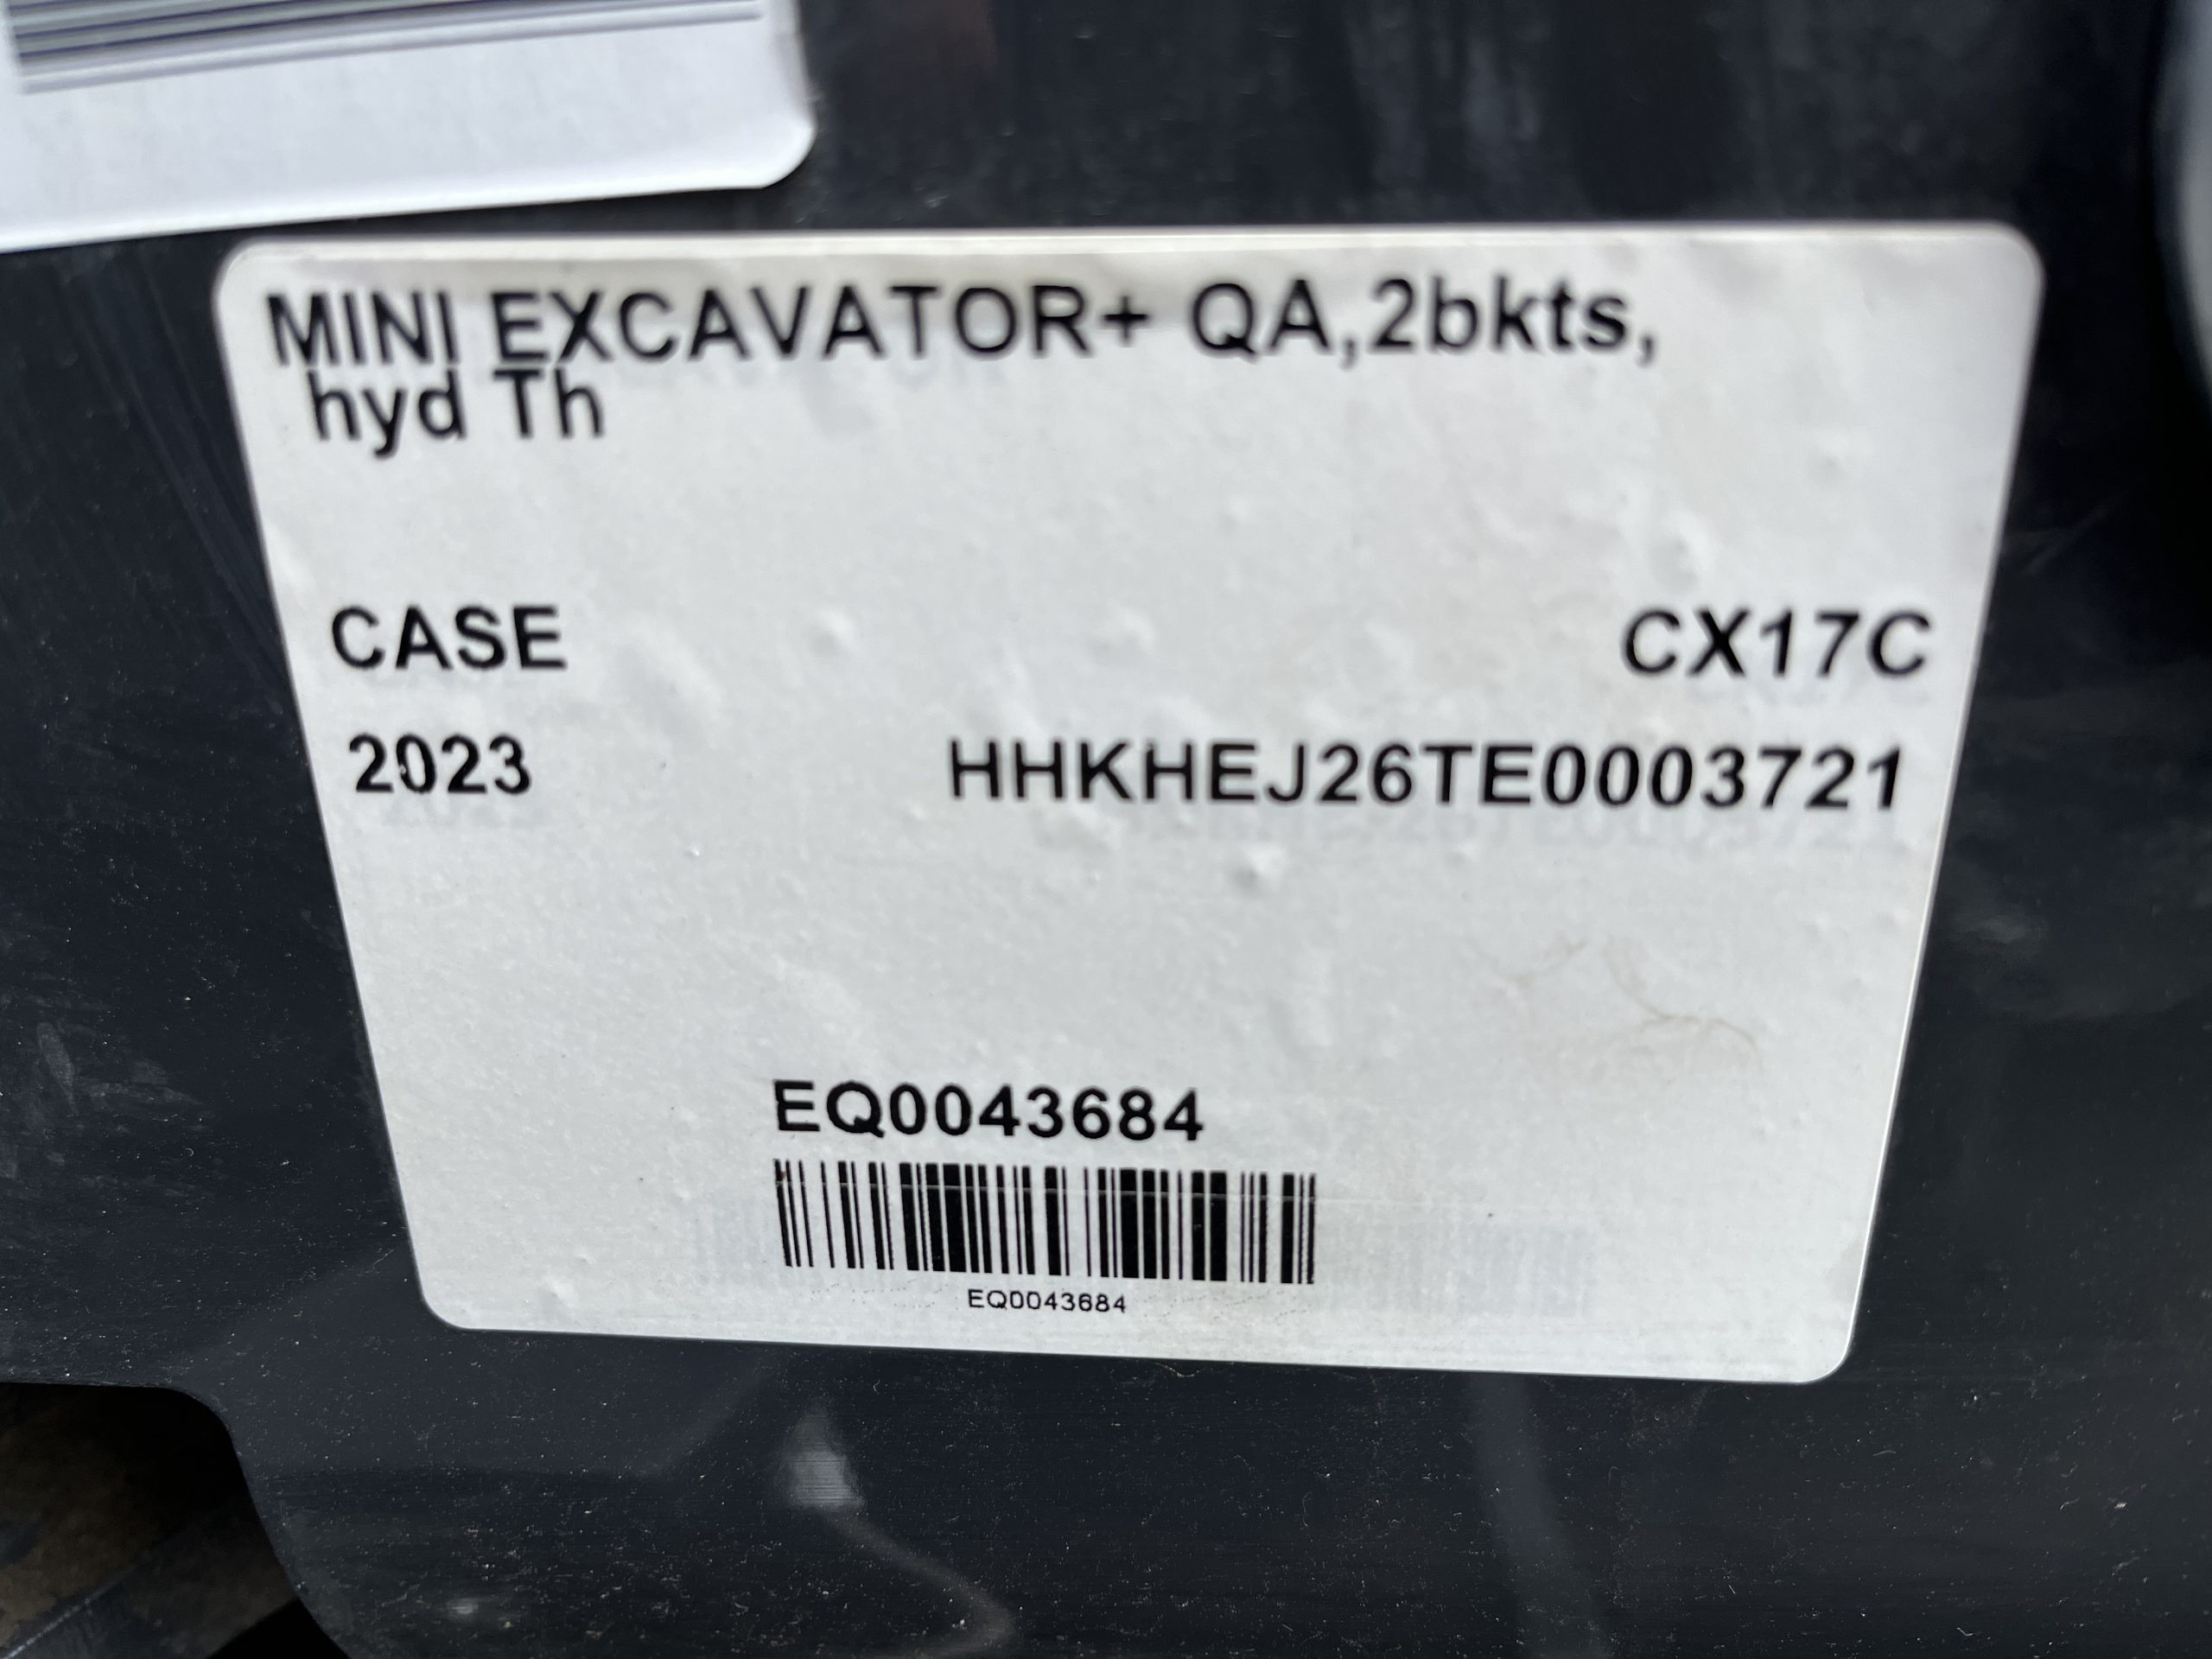 MINI EXCAVATOR+ QA,2bkts,
hyd Th
CASE CX17C
2023 HHKHEJ26TE0003721
EQ0043684
EQ0043684